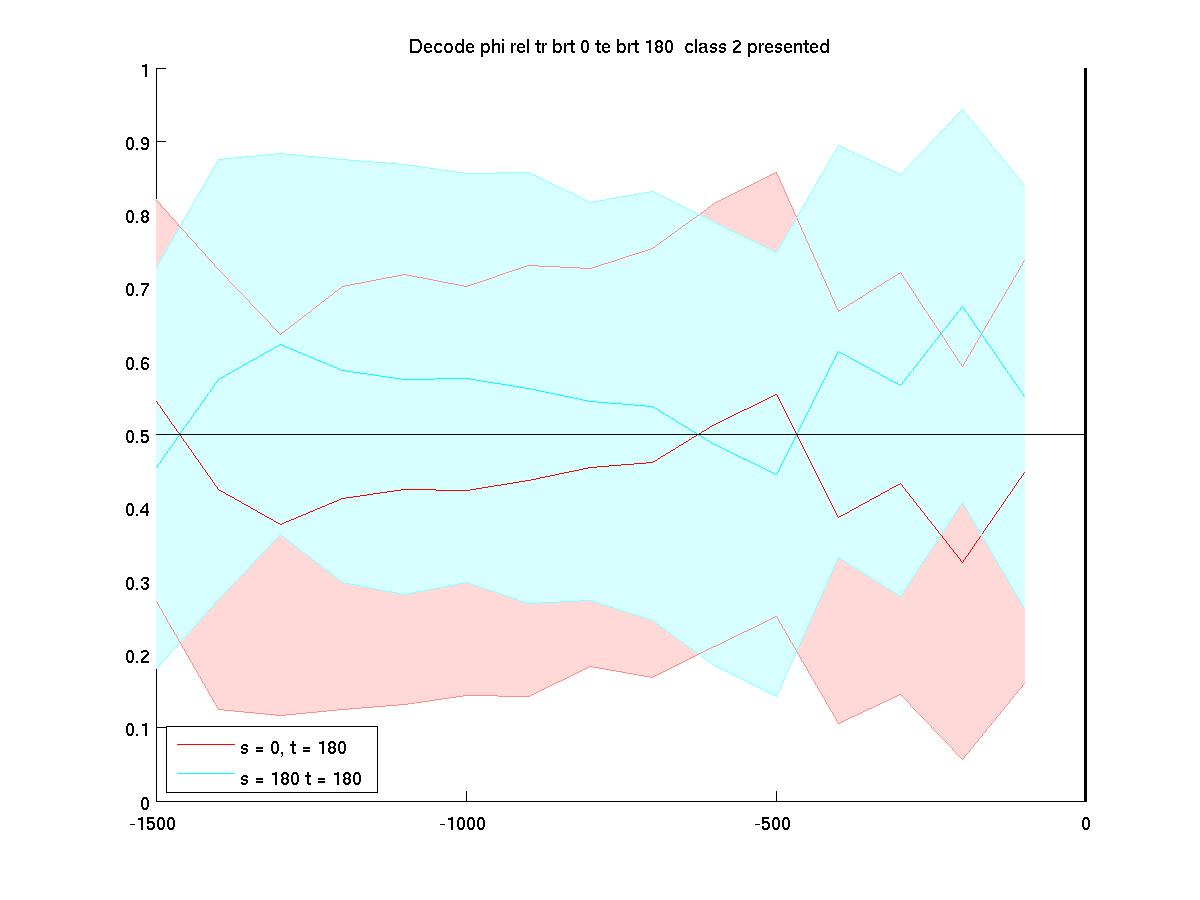 Decode phi rel tr brt 0 te brt 180  class 2 presented
1
0.9
0.8
0.7
0.6
0.5
0.4
0.3
0.2
0.1
0
s = 0, t = 180
s = 180 t = 180
-1500 -1000 -500 0